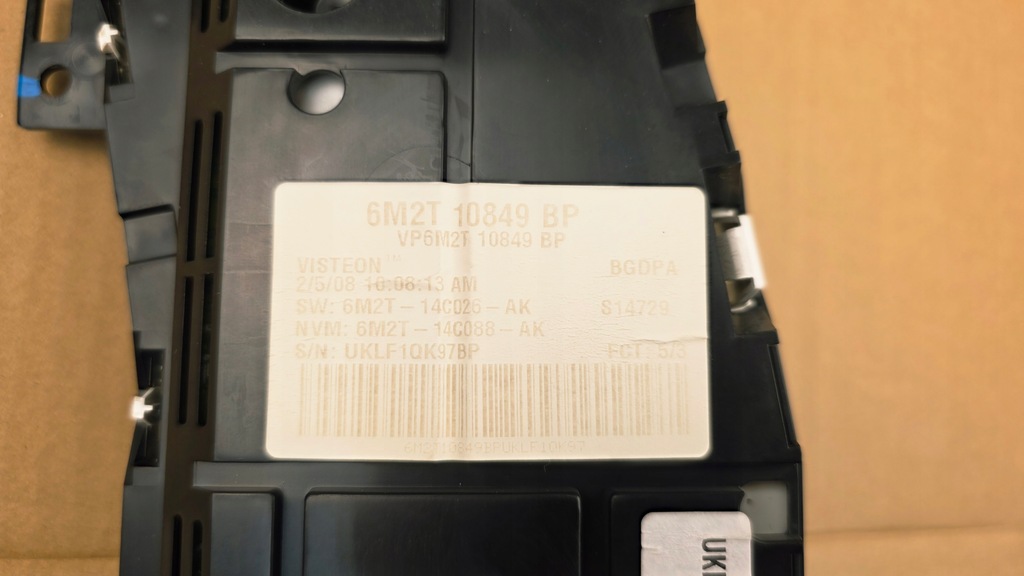 6M2T 10849 BP
VP6M2T 10849 BP
VISTEON™ BGDPA
2/5/08 10:08:13 AM
SW: 6M2T-14C026-AK S14729
NVM: 6M2T-14C088-AK
S/N: UKLF1QK97BP FCT: 5/3
6M2T10849BPUKLF1QK97